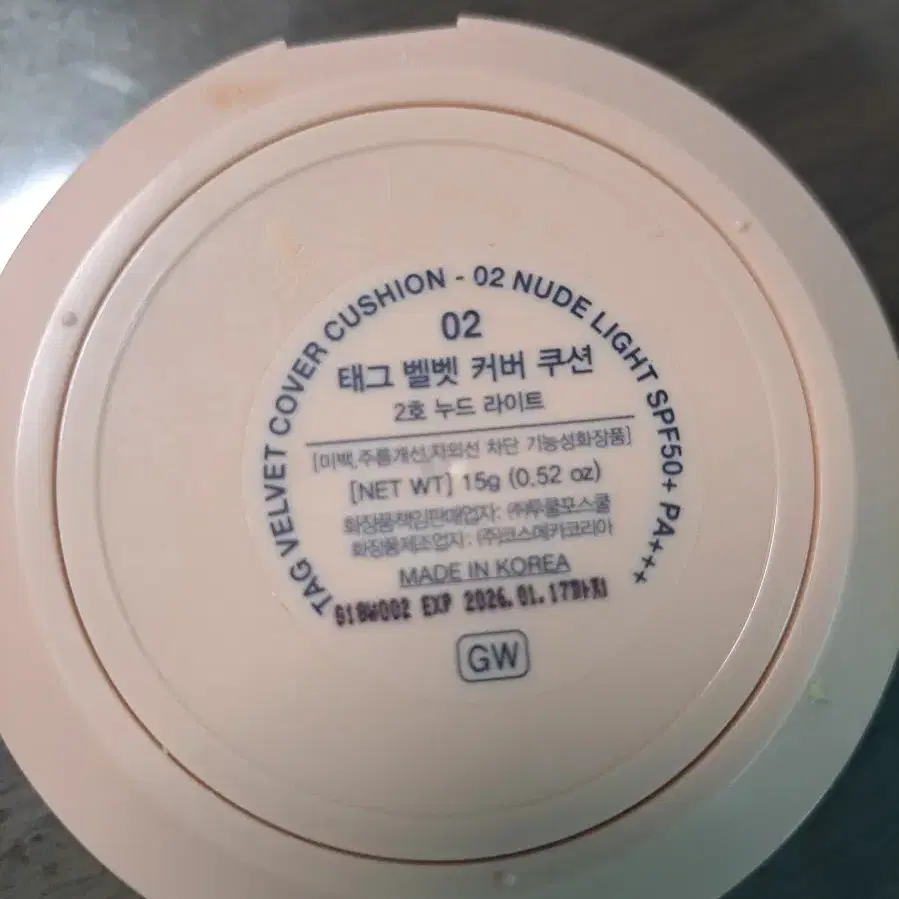 TAG VELVET COVER CUSHION - 02 NUDE LIGHT SPF50+ PA+++
02
태그 벨벳 커버 쿠션
2호 누드 라이트
[미백,주름개선,자외선 차단 기능성화장품]
[NET WT] 15g (0.52 oz)
화장품책임판매업자: ㈜투쿨포스쿨
화장품제조업자: (주)코스메카코리아
MADE IN KOREA
G18W002 EXP 2026.01.17까지
GW